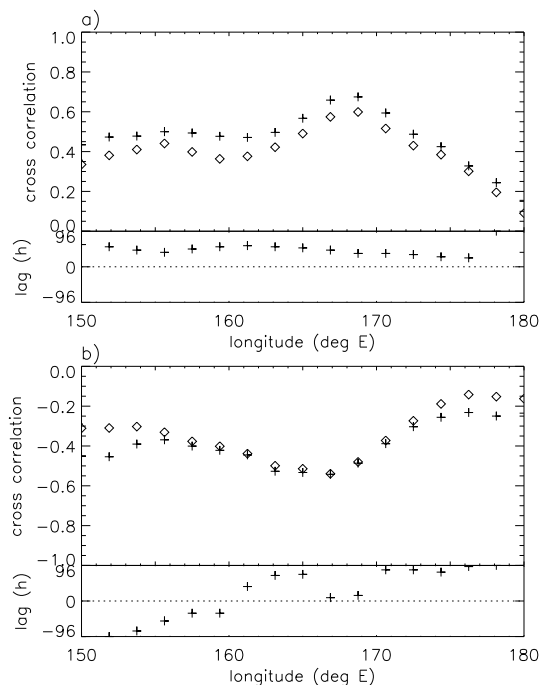 a)
1.0
0.8
0.6
0.4
0.2
0.0
cross correlation
96
0
−96
lag (h)
150 160 170 180
longitude (deg E)
b)
0.0
−0.2
−0.4
−0.6
−0.8
−1.0
cross correlation
96
0
−96
lag (h)
150 160 170 180
longitude (deg E)